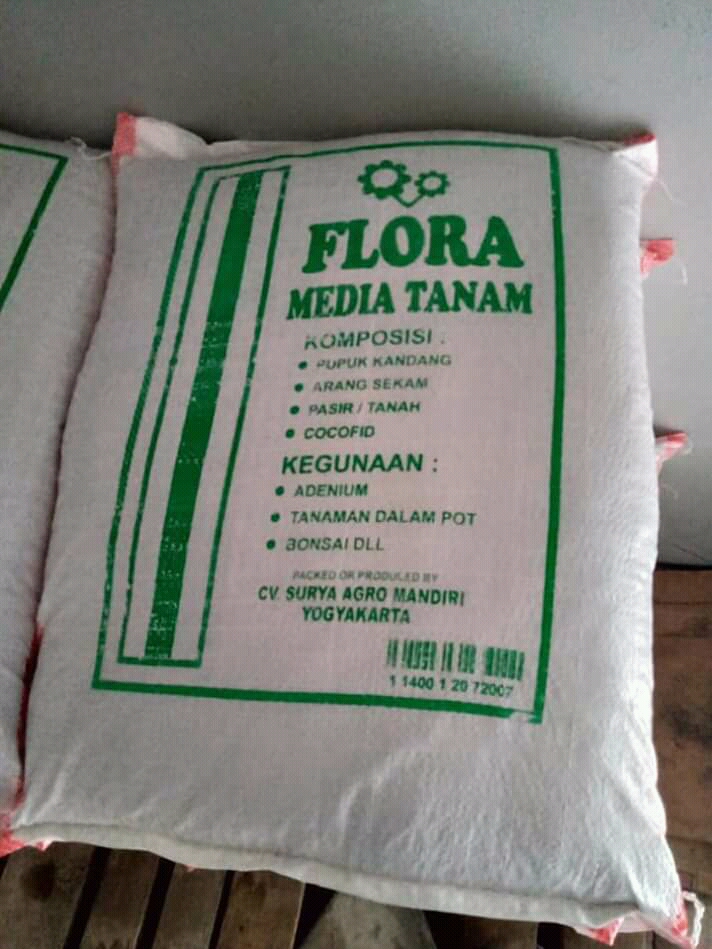 FLORA
MEDIA TANAM
KOMPOSISI :
• PUPUK KANDANG
• ARANG SEKAM
• PASIR / TANAH
• COCOFID
KEGUNAAN :
• ADENIUM
• TANAMAN DALAM POT
• BONSAI DLL
PACKED OR PRODUCED BY
CV. SURYA AGRO MANDIRI
YOGYAKARTA
1 1400 1 20 72007